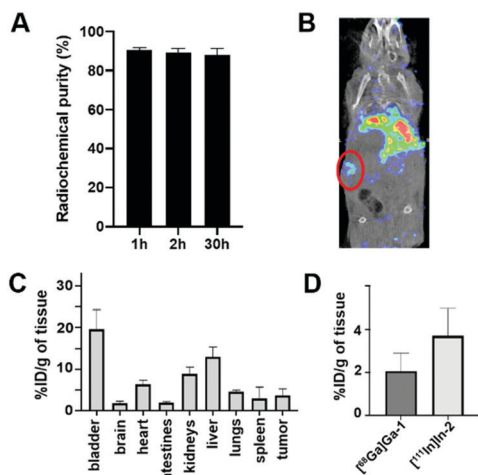 A
Radiochemical purity (%)
100
80
60
40
20
0
1h 2h 30h
B
C
%ID/g of tissue
30
20
10
0
bladder
brain
heart
ntestines
kidneys
liver
lungs
spleen
tumor
D
%ID/g of tissue
4
2
0
[⁶⁸Ga]Ga-1
[¹¹¹In]In-2